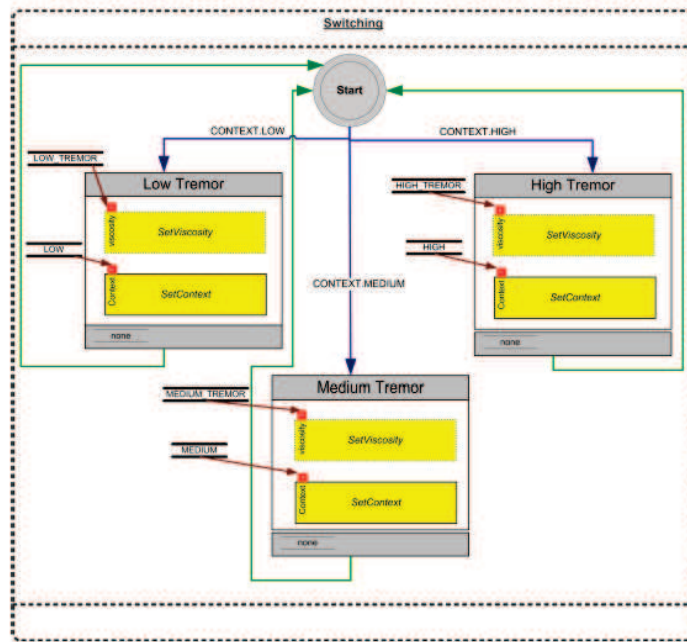 Switching
Start
CONTEXT.LOW
CONTEXT.HIGH
LOW_TREMOR
Low Tremor
viscosity
SetViscosity
LOW
Context
SetContext
none
HIGH_TREMOR
High Tremor
viscosity
SetViscosity
HIGH
Context
SetContext
none
CONTEXT.MEDIUM
MEDIUM_TREMOR
Medium Tremor
viscosity
SetViscosity
MEDIUM
Context
SetContext
none